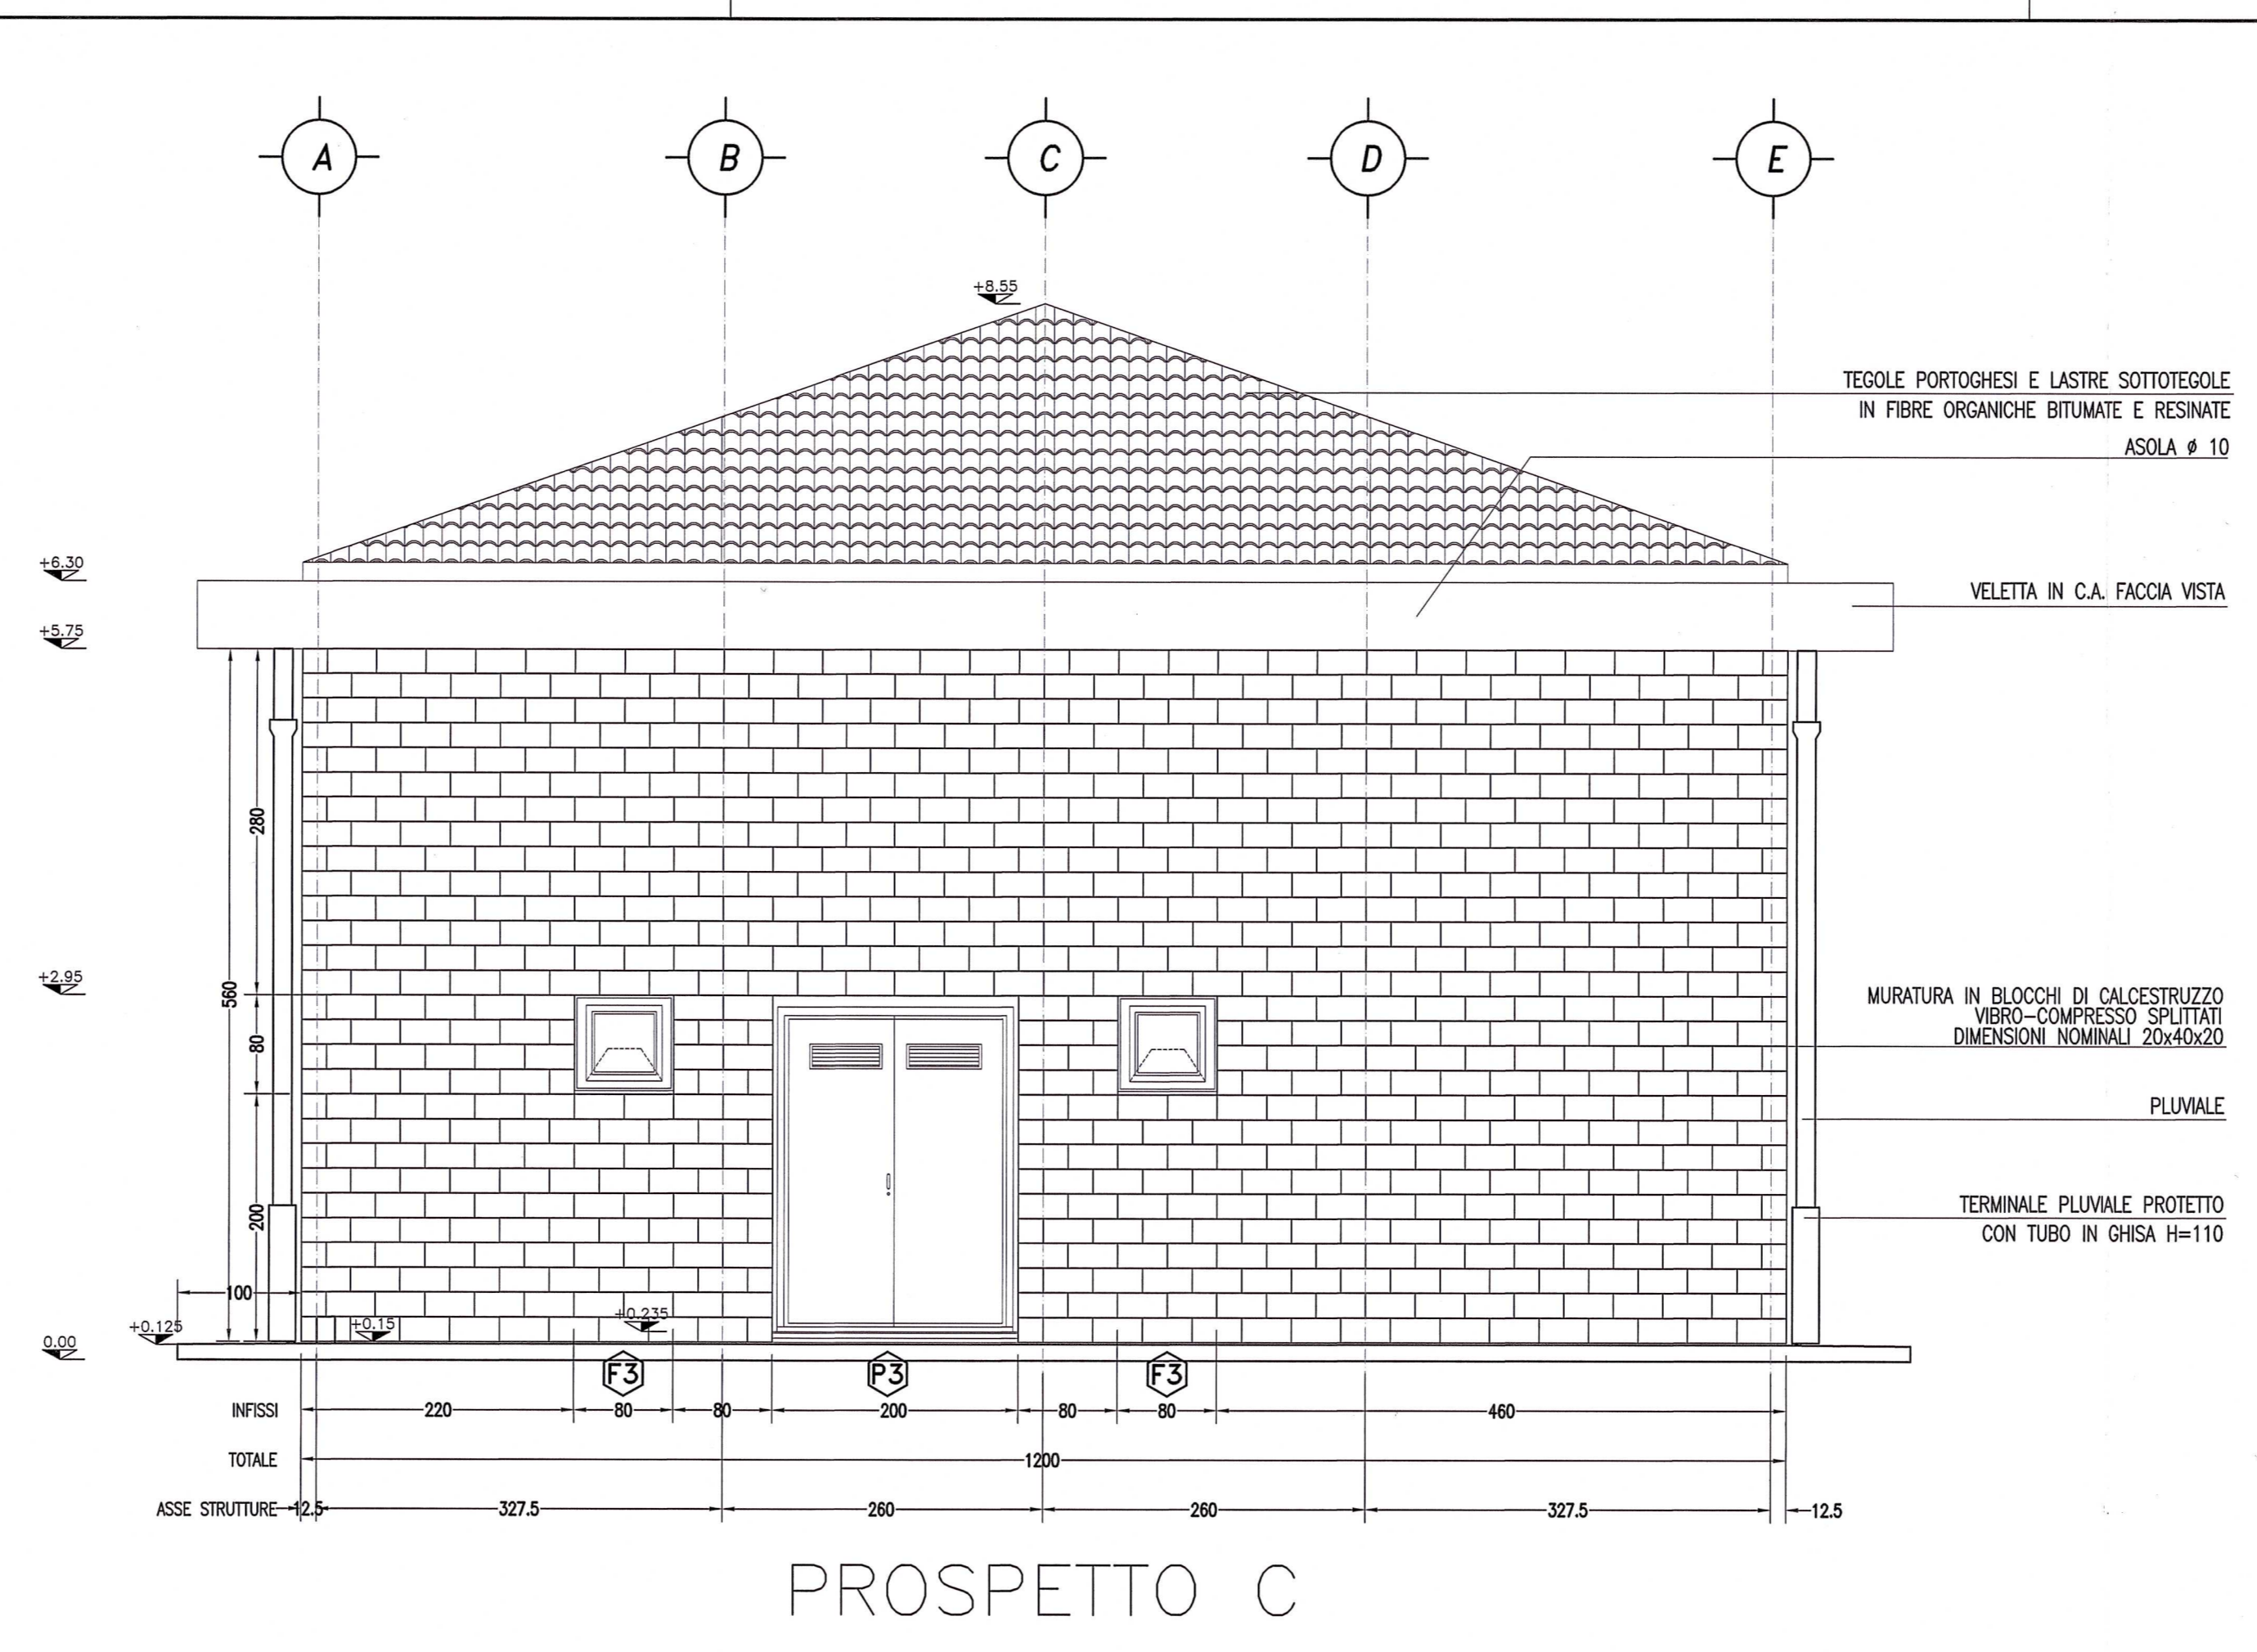 A
B
C
D
E
+8.55
TEGOLE PORTOGHESI E LASTRE SOTTOTEGOLE
IN FIBRE ORGANICHE BITUMATE E RESINATE
ASOLA ø 10
+6.30
VELETTA IN C.A. FACCIA VISTA
+5.75
280
+2.95
560
MURATURA IN BLOCCHI DI CALCESTRUZZO
VIBRO-COMPRESSO SPLITTATI
DIMENSIONI NOMINALI 20x40x20
80
PLUVIALE
200
TERMINALE PLUVIALE PROTETTO
CON TUBO IN GHISA H=110
100
+0.235
+0.125
+0.15
0.00
F3
P3
F3
INFISSI 220 80 80 200 80 80 460
TOTALE 1200
ASSE STRUTTURE 12.5 327.5 260 260 327.5 12.5
PROSPETTO C